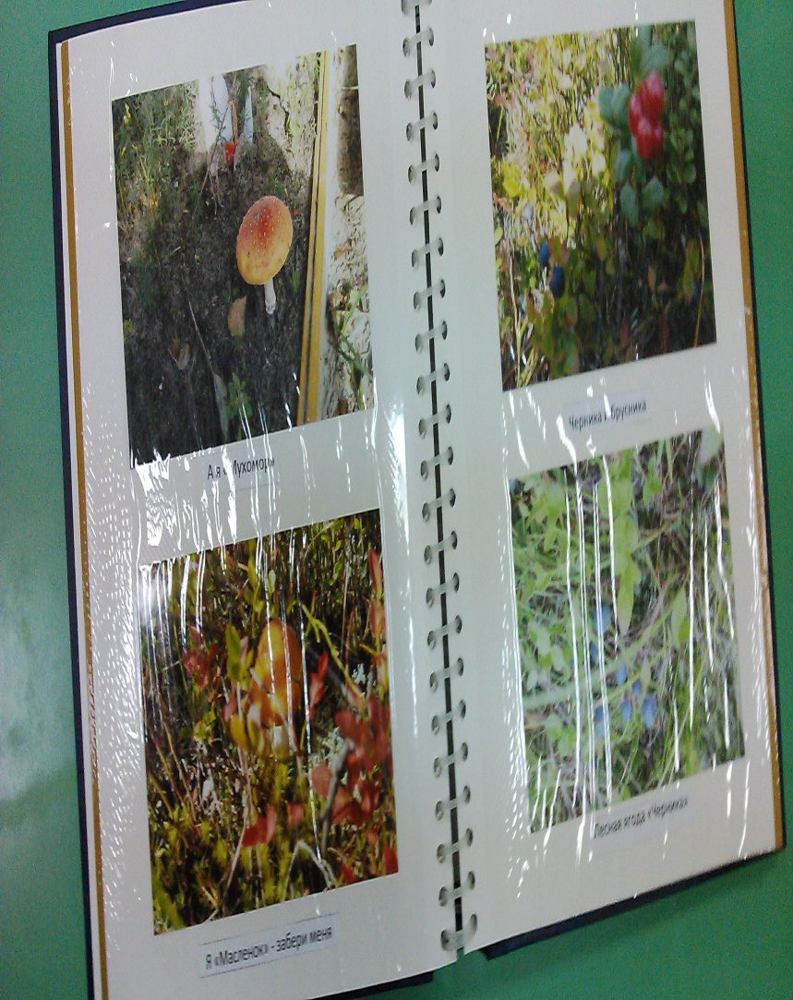 А я «Мухомор»
Я «Масленок» - забери меня
Черника и брусника
Лесная ягода «Черника»